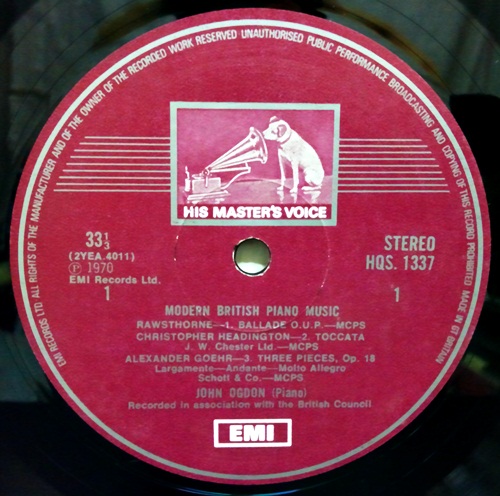 EMI RECORDS LTD. ALL RIGHTS OF THE MANUFACTURER AND OF THE OWNER OF THE RECORDED WORK RESERVED UNAUTHORISED PUBLIC PERFORMANCE BROADCASTING AND COPYING OF THIS RECORD PROHIBITED MADE IN GT BRITAIN
HIS MASTER'S VOICE
33⅓
(2YEA.4011)
Ⓟ 1970
EMI Records Ltd.
1
STEREO
HQS. 1337
1
MODERN BRITISH PIANO MUSIC
RAWSTHORNE—1. BALLADE O.U.P.—MCPS
CHRISTOPHER HEADINGTON—2. TOCCATA
J. W. Chester Ltd.—MCPS
ALEXANDER GOEHR—3. THREE PIECES, Op. 18
Largamente—Andante—Molto Allegro
Schott & Co.—MCPS
JOHN OGDON (Piano)
Recorded in association with the British Council
EMI